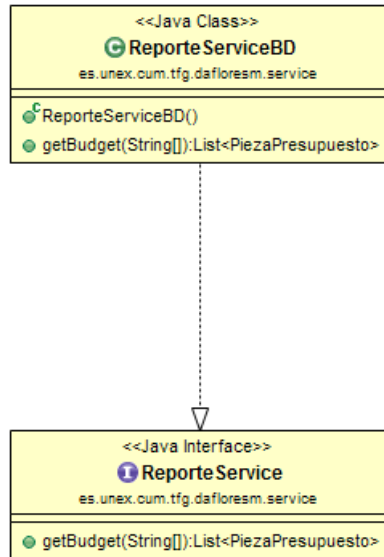 <<Java Class>>
ReporteServiceBD
es.unex.cum.tfg.dafloresm.service
ReporteServiceBD()
getBudget(String[]):List<PiezaPresupuesto>
<<Java Interface>>
ReporteService
es.unex.cum.tfg.dafloresm.service
getBudget(String[]):List<PiezaPresupuesto>